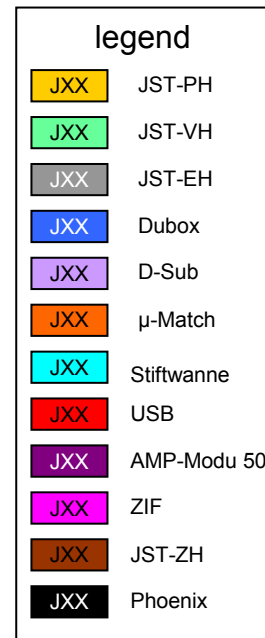 legend
JXX JST-PH
JXX JST-VH
JXX JST-EH
JXX Dubox
JXX D-Sub
JXX µ-Match
JXX Stiftwanne
JXX USB
JXX AMP-Modu 50
JXX ZIF
JXX JST-ZH
JXX Phoenix